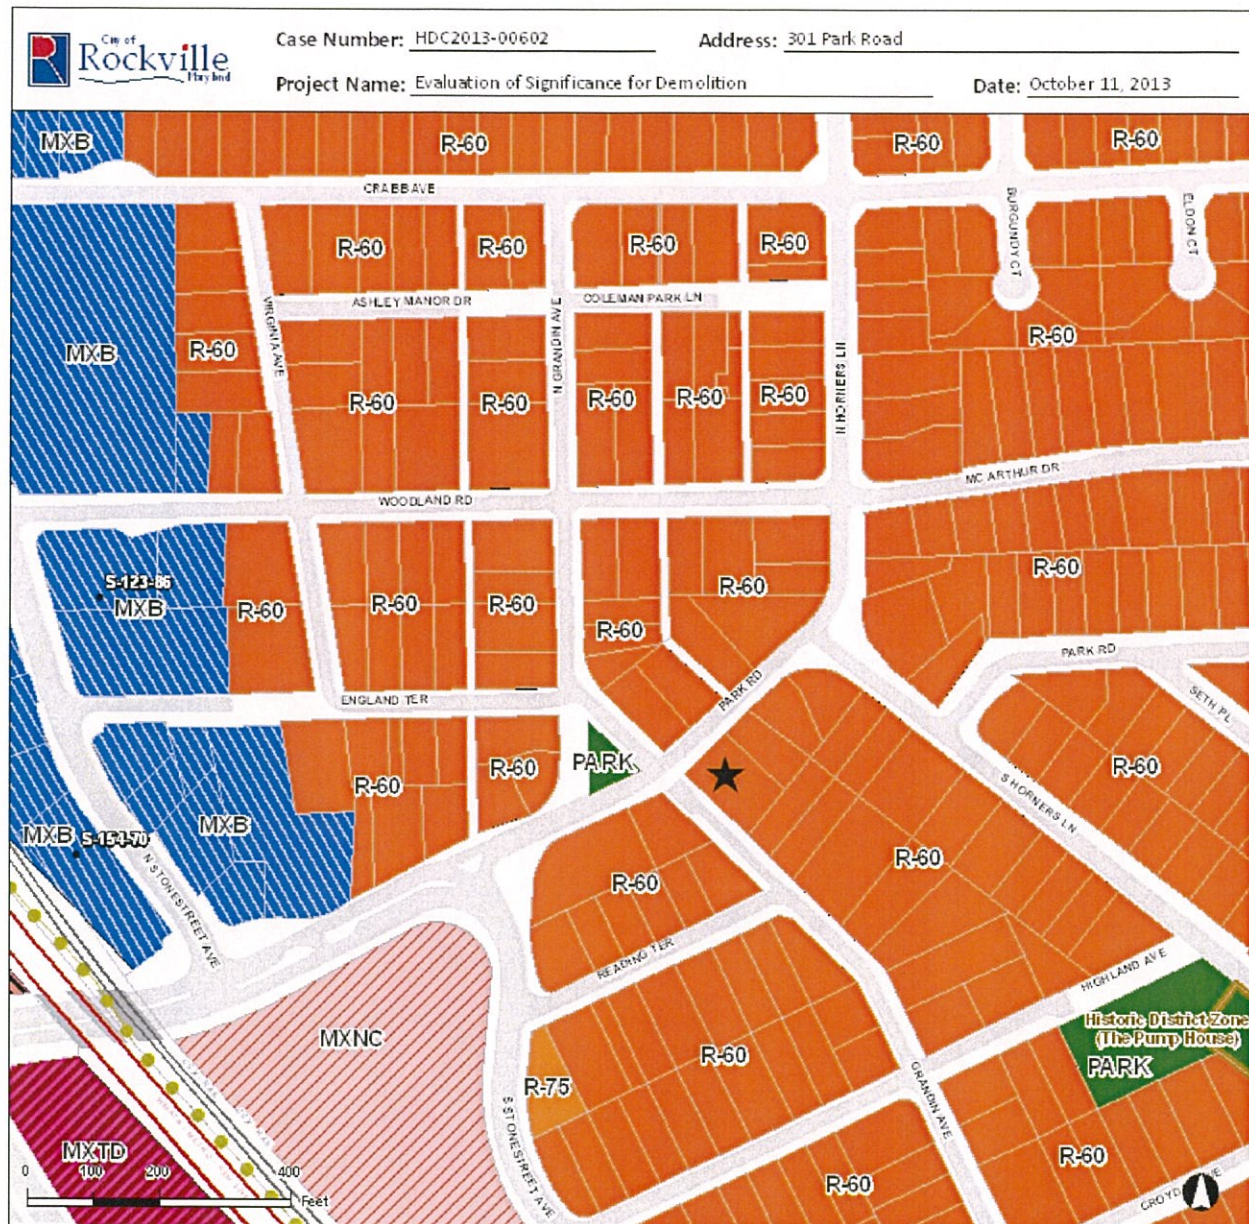 City of
Rockville
Maryland
Case Number: HDC2013-00602 Address: 301 Park Road
Project Name: Evaluation of Significance for Demolition Date: October 11, 2013
MXB
R-60
R-60
R-60
CRABB AVE
BURGUNDY CT
ELDON CT
R-60
R-60
R-60
R-60
VIRGINIA AVE
ASHLEY MANOR DR
N GRANDIN AVE
COLEMAN PARK LN
N HORNERS LN
MXB
R-60
R-60
R-60
R-60
R-60
R-60
R-60
MC ARTHUR DR
WOODLAND RD
S-123-86
MXB
R-60
R-60
R-60
R-60
R-60
R-60
PARK RD
SETH PL
ENGLAND TER
PARK RD
PARK
R-60
R-60
R-60
S HORNERS LN
MXB
MXB
S-154-70
N STONESTREET AVE
R-60
R-60
READING TER
HIGHLAND AVE
Historic District Zone
(The Pump House)
PARK
MXNC
R-60
R-75
GRANDIN AVE
S STONESTREET AVE
MXTD
R-60
R-60
0 100 200 400
Feet